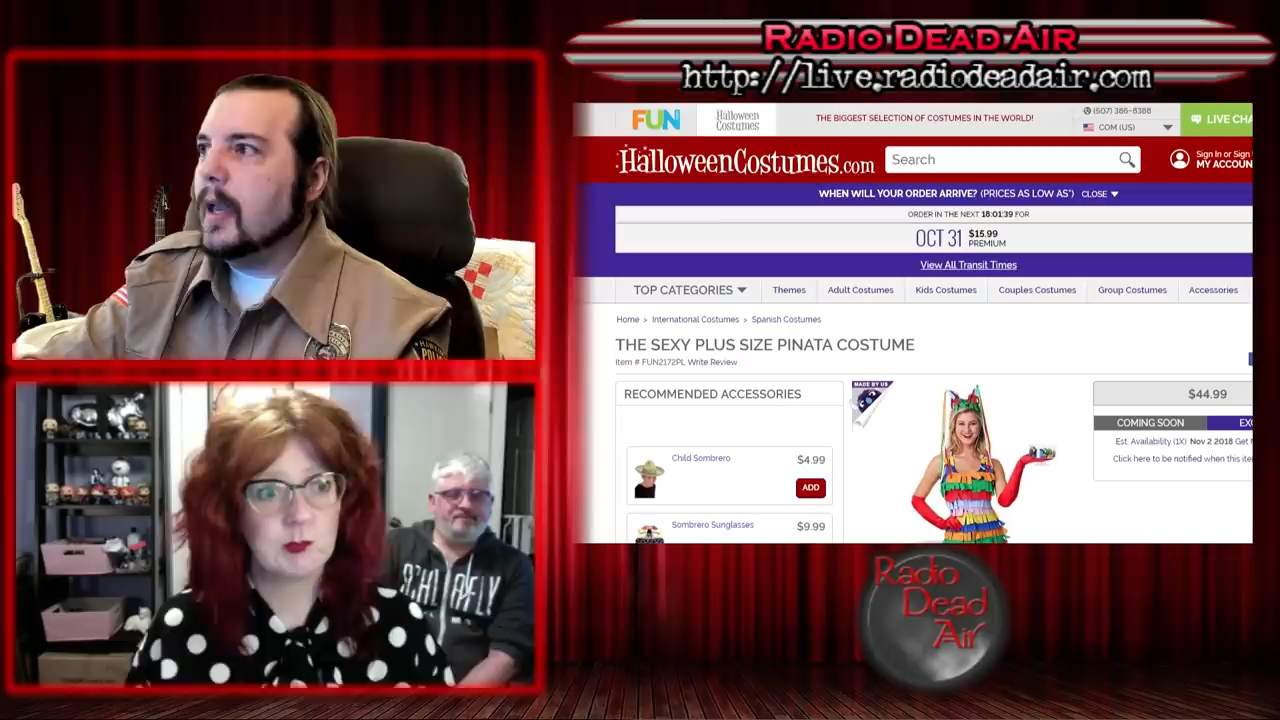 RADIO DEAD AIR
http://live.radiodeadair.com
FUN
Halloween
Costumes
THE BIGGEST SELECTION OF COSTUMES IN THE WORLD!
(507) 386-8388
COM (US)
LIVE CHA
HALLOWEENCOSTUMES.com
Search
Sign In or Sign
MY ACCOUN
WHEN WILL YOUR ORDER ARRIVE? (PRICES AS LOW AS*) CLOSE
ORDER IN THE NEXT 18:01:39 FOR
OCT 31 $15.99
PREMIUM
View All Transit Times
TOP CATEGORIES Themes Adult Costumes Kids Costumes Couples Costumes Group Costumes Accessories
Home > International Costumes > Spanish Costumes
THE SEXY PLUS SIZE PINATA COSTUME
Item # FUN2172PL Write Review
RECOMMENDED ACCESSORIES
MADE BY US
$44.99
COMING SOON EX
Est. Availability (1X) Nov 2 2018 Get
Click here to be notified when this ite
Child Sombrero $4.99
ADD
Sombrero Sunglasses $9.99
Radio
Dead
Air